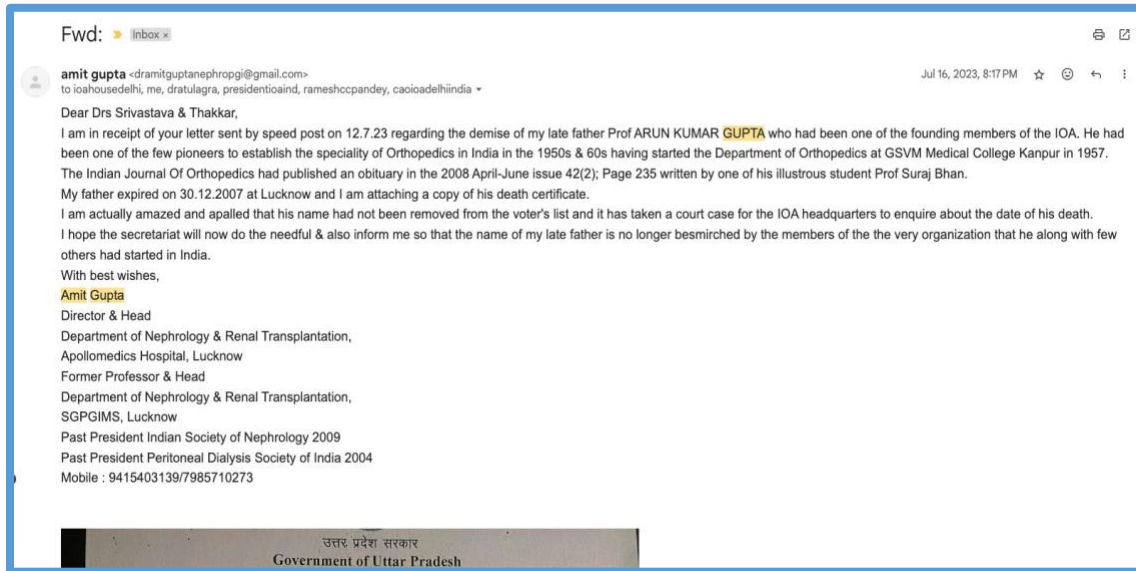 Fwd: Inbox ×
amit gupta <dramitguptanephropgi@gmail.com> Jul 16, 2023, 8:17 PM
to ioahousedelhi, me, dratulagra, presidentioaind, rameshccpandey, caoioadelhiindia
Dear Drs Srivastava & Thakkar,
I am in receipt of your letter sent by speed post on 12.7.23 regarding the demise of my late father Prof ARUN KUMAR GUPTA who had been one of the founding members of the IOA. He had
been one of the few pioneers to establish the speciality of Orthopedics in India in the 1950s & 60s having started the Department of Orthopedics at GSVM Medical College Kanpur in 1957.
The Indian Journal Of Orthopedics had published an obituary in the 2008 April-June issue 42(2); Page 235 written by one of his illustrous student Prof Suraj Bhan.
My father expired on 30.12.2007 at Lucknow and I am attaching a copy of his death certificate.
I am actually amazed and apalled that his name had not been removed from the voter's list and it has taken a court case for the IOA headquarters to enquire about the date of his death.
I hope the secretariat will now do the needful & also inform me so that the name of my late father is no longer besmirched by the members of the the very organization that he along with few
others had started in India.
With best wishes,
Amit Gupta
Director & Head
Department of Nephrology & Renal Transplantation,
Apollomedics Hospital, Lucknow
Former Professor & Head
Department of Nephrology & Renal Transplantation,
SGPGIMS, Lucknow
Past President Indian Society of Nephrology 2009
Past President Peritoneal Dialysis Society of India 2004
Mobile : 9415403139/7985710273
उत्तर प्रदेश सरकार
Government of Uttar Pradesh